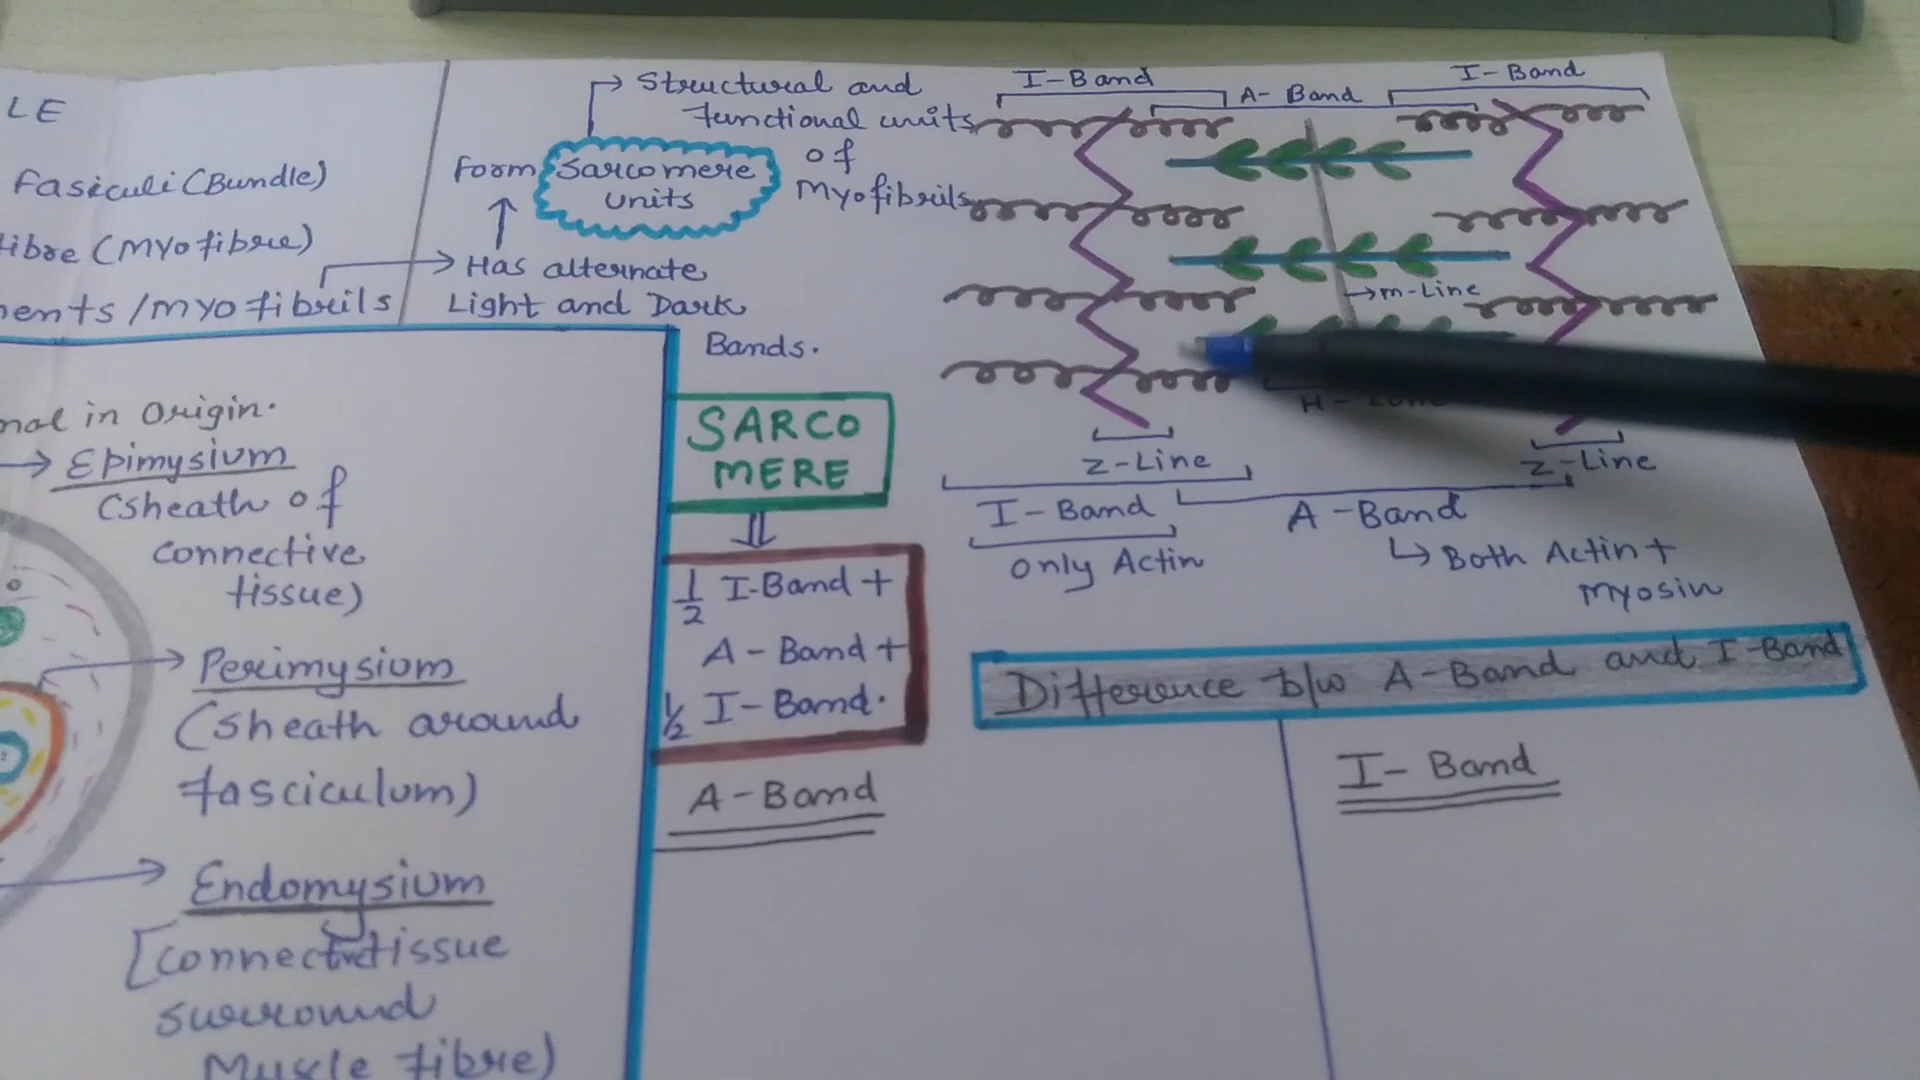 LE
Fasiculi (Bundle)
fibre (Myofibre)
ments / myofibrils
Structural and
functional units
of
Myofibrils
Form
Sarcomere
units
Has alternate
Light and Dark
Bands.
I-Band
A-Band
I-Band
→m-Line
H-Zone
Z-Line
Z-Line
I-Band
only Actin
A-Band
Both Actin +
Myosin
nal in Origin.
Epimysium
(sheath of
connective
tissue)
Perimysium
(sheath around
fasciculum)
Endomysium
[connect tissue
surround
Muscle fibre)
SARCO
MERE
1/2 I-Band +
A-Band +
1/2 I-Band.
Difference b/w A-Band and I-Band
A-Band
I-Band